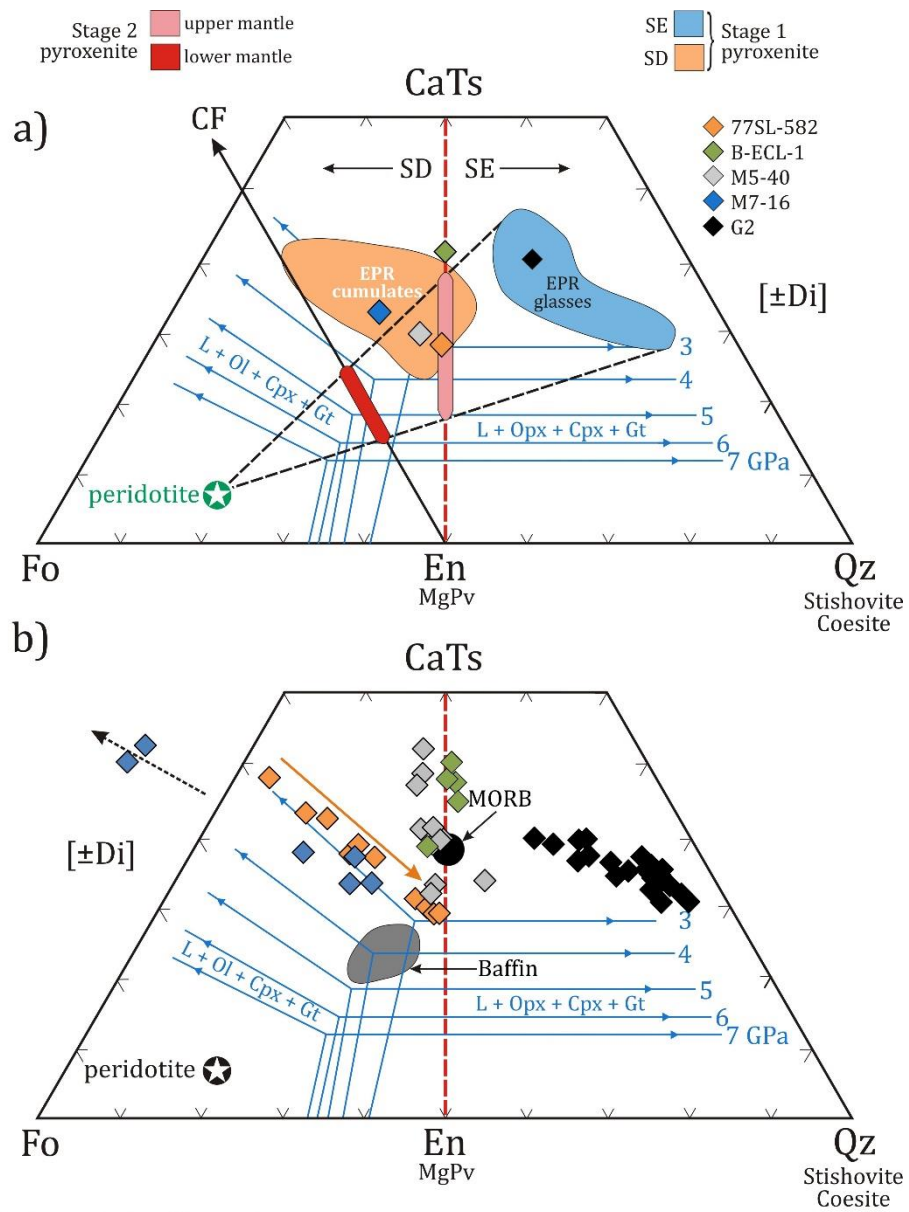 Stage 2
pyroxenite
upper mantle
lower mantle
SE
SD
Stage 1
pyroxenite
a)
CaTs
CF
SD
SE
77SL-582
B-ECL-1
M5-40
M7-16
G2
EPR
cumulates
EPR
glasses
[±Di]
3
4
5
6
7 GPa
L + Ol + Cpx + Gt
L + Opx + Cpx + Gt
peridotite
Fo
En
MgPv
Qz
Stishovite
Coesite
b)
CaTs
MORB
[±Di]
3
4
5
6
7 GPa
Baffin
L + Ol + Cpx + Gt
L + Opx + Cpx + Gt
peridotite
Fo
En
MgPv
Qz
Stishovite
Coesite